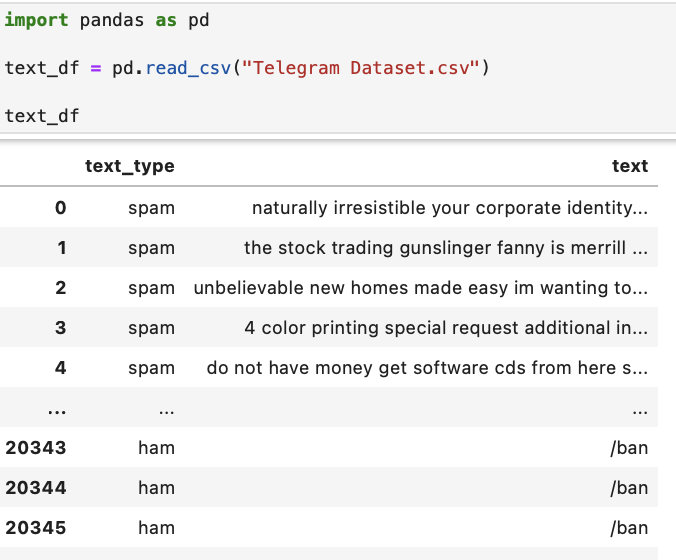 import pandas as pd
text_df = pd.read_csv("Telegram Dataset.csv")
text_df
text_type text
0 spam naturally irresistible your corporate identity...
1 spam the stock trading gunslinger fanny is merrill ...
2 spam unbelievable new homes made easy im wanting to...
3 spam 4 color printing special request additional in...
4 spam do not have money get software cds from here s...
... ... ...
20343 ham /ban
20344 ham /ban
20345 ham /ban